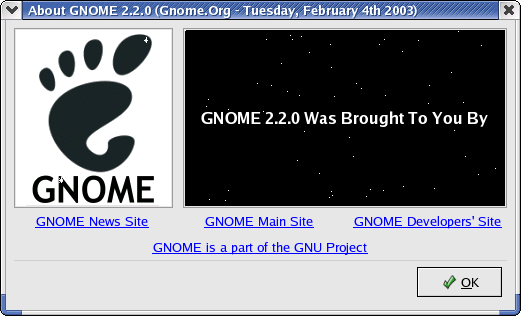 About GNOME 2.2.0 (Gnome.Org - Tuesday, February 4th 2003)
GNOME 2.2.0 Was Brought To You By
GNOME
GNOME News Site
GNOME Main Site
GNOME Developers' Site
GNOME is a part of the GNU Project
OK